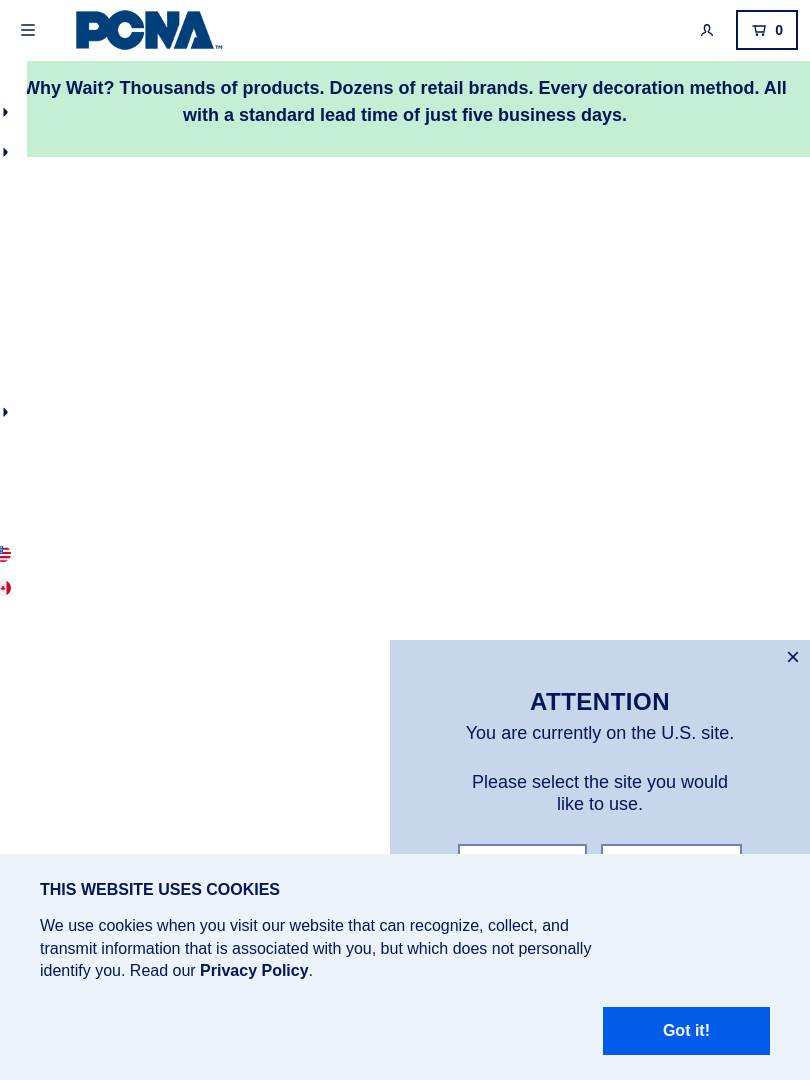 PCNA™
0
Why Wait? Thousands of products. Dozens of retail brands. Every decoration method. All
with a standard lead time of just five business days.
ATTENTION
You are currently on the U.S. site.
Please select the site you would
like to use.
THIS WEBSITE USES COOKIES
We use cookies when you visit our website that can recognize, collect, and
transmit information that is associated with you, but which does not personally
identify you. Read our Privacy Policy.
Got it!